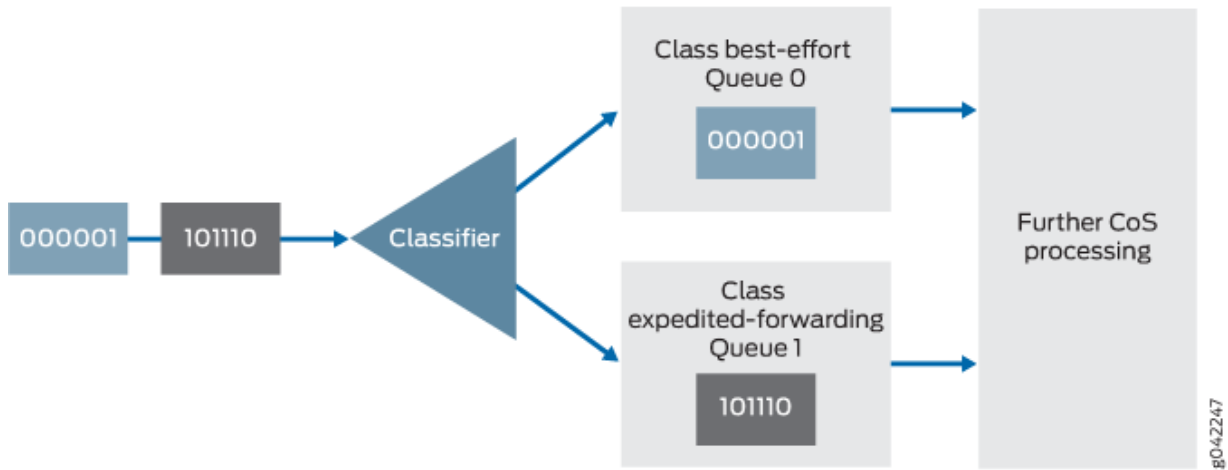 000001
101110
Classifier
Class best-effort
Queue 0
000001
Class
expedited-forwarding
Queue 1
101110
Further CoS
processing
g042247